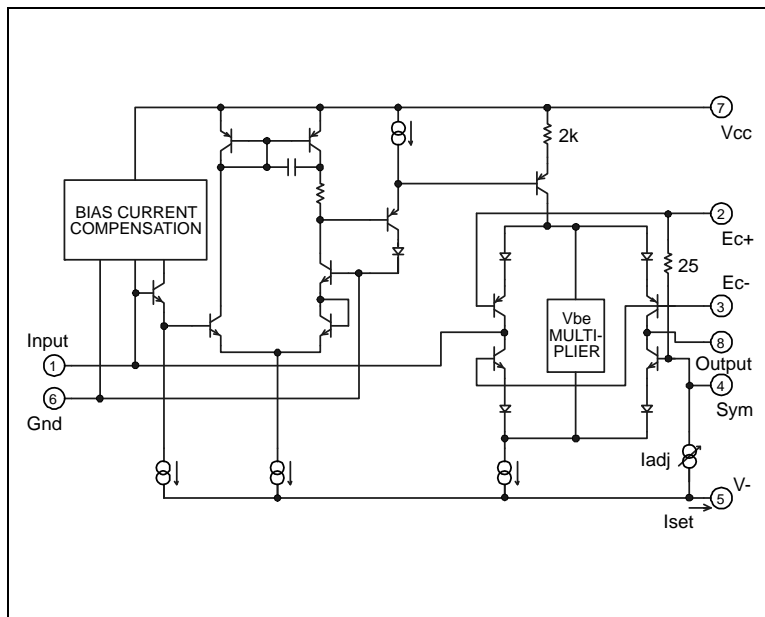 7
Vcc
2k
BIAS CURRENT
COMPENSATION
2
Ec+
25
Ec-
3
Vbe
MULTI-
PLIER
Input
1
8
Output
6
Gnd
4
Sym
Iadj
V-
5
Iset